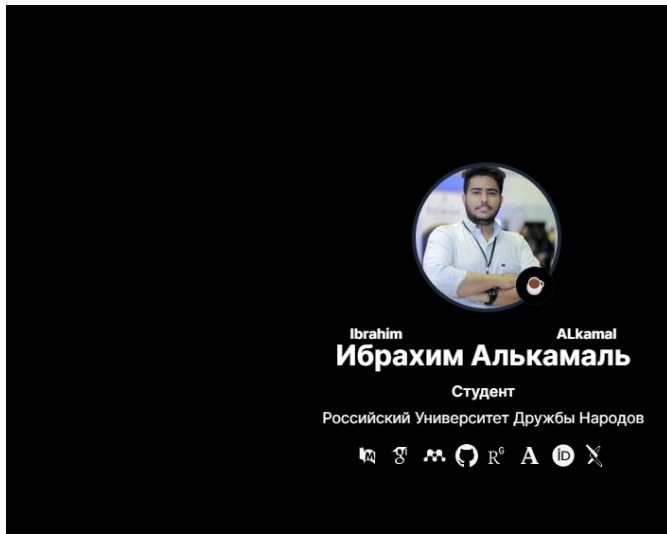 Ibrahim ALkamal
Ибрахим Алькамаль
Студент
Российский Университет Дружбы Народов